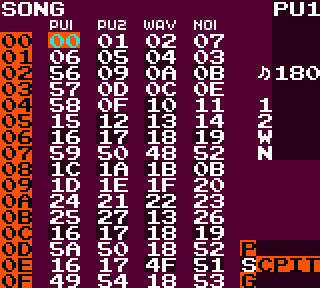 SONG PU1
PU1 PU2 WAV NOI
00 00 01 02 07
01 06 05 04 03
02 56 09 0A 0B ♫180
03 57 0D 0C 0E
04 58 0F 10 11 1
05 15 12 13 14 2
06 16 17 18 19 W
07 59 50 48 52 N
08 1C 1A 1B 0B
09 1D 1E 1F 20
0A 24 21 22 23
0B 25 27 13 26
0C 16 17 18 19
0D 5A 50 18 52 P
0E 16 17 4F 51 SCPIT
0F 49 54 18 53 G